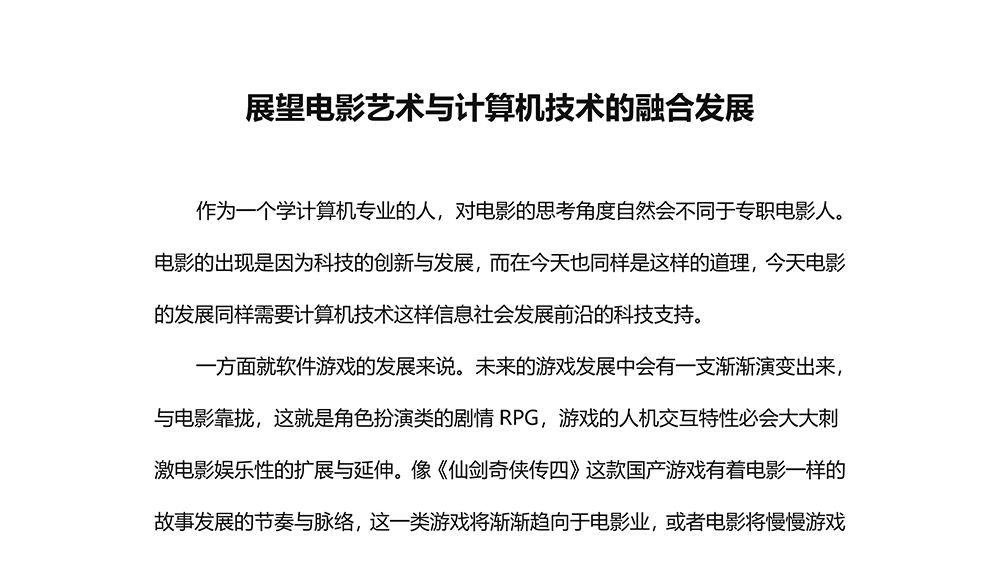 展望电影艺术与计算机技术的融合发展
作为一个学计算机专业的人，对电影的思考角度自然会不同于专职电影人。
电影的出现是因为科技的创新与发展，而在今天也同样是这样的道理，今天电影
的发展同样需要计算机技术这样信息社会发展前沿的科技支持。
一方面就软件游戏的发展来说。未来的游戏发展中会有一支渐渐演变出来，
与电影靠拢，这就是角色扮演类的剧情 RPG，游戏的人机交互特性必会大大刺
激电影娱乐性的扩展与延伸。像《仙剑奇侠传四》这款国产游戏有着电影一样的
故事发展的节奏与脉络，这一类游戏将渐渐趋向于电影业，或者电影将慢慢游戏